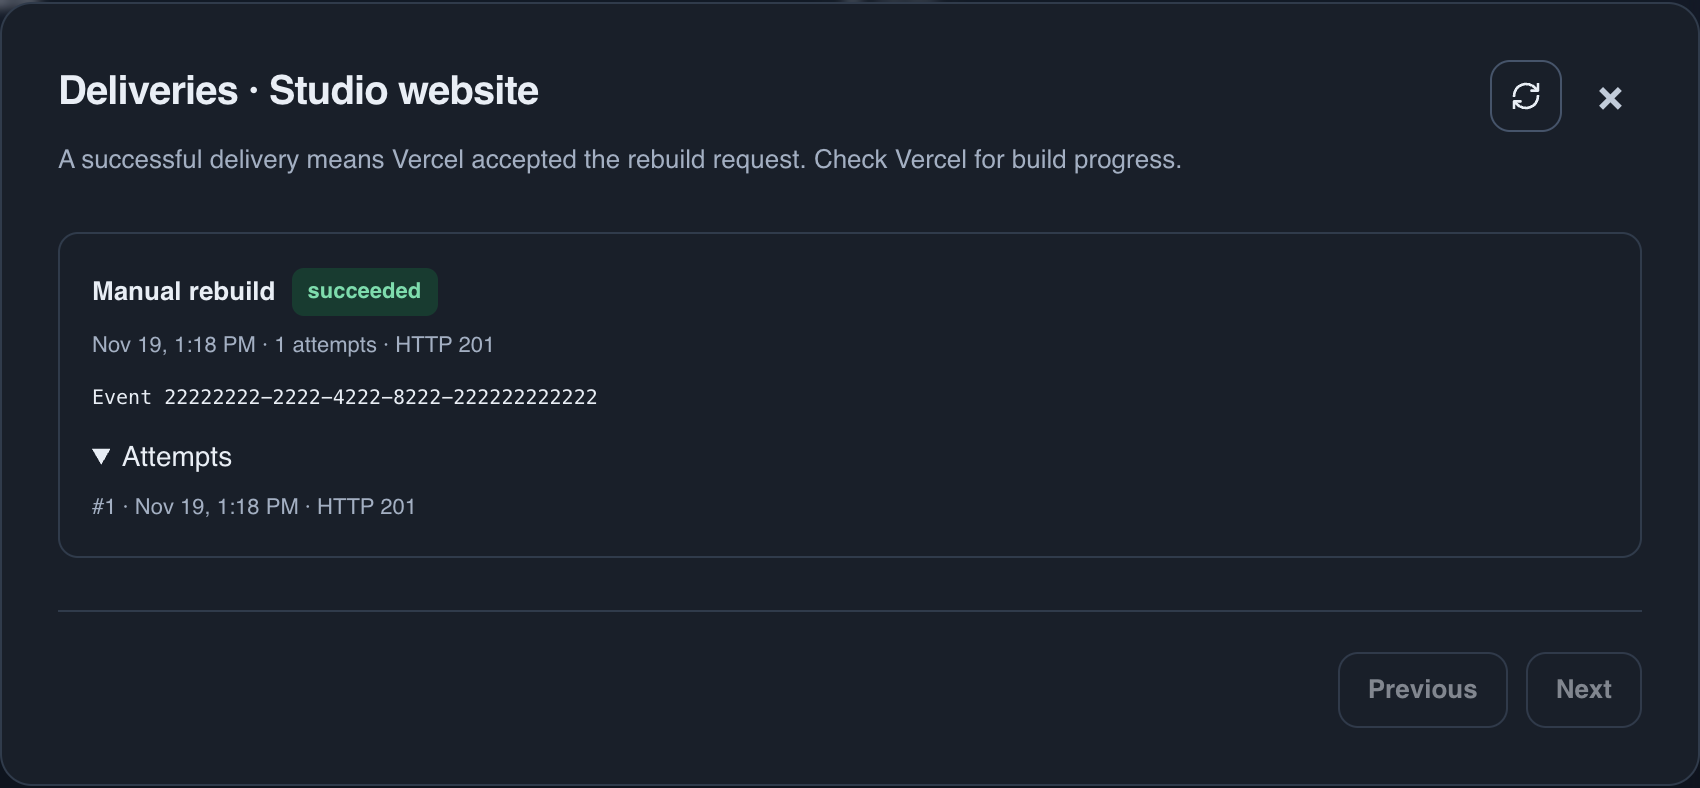 Deliveries · Studio website
A successful delivery means Vercel accepted the rebuild request. Check Vercel for build progress.
Manual rebuild succeeded
Nov 19, 1:18 PM · 1 attempts · HTTP 201
Event 22222222-2222-4222-8222-222222222222
▼ Attempts
#1 · Nov 19, 1:18 PM · HTTP 201
Previous Next